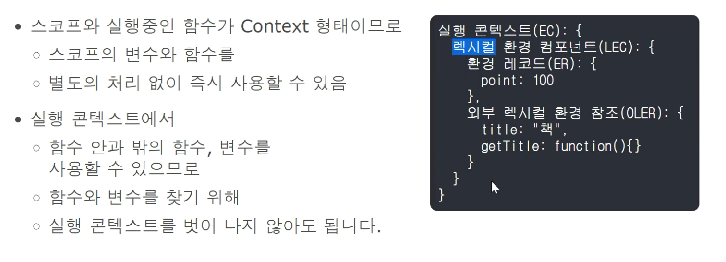 스코프와 실행중인 함수가 Context 형태이므로
스코프의 변수와 함수를
별도의 처리 없이 즉시 사용할 수 있음
실행 콘텍스트에서
함수 안과 밖의 함수, 변수를
사용할 수 있으므로
함수와 변수를 찾기 위해
실행 콘텍스트를 벗이 나지 않아도 됩니다.
실행 콘텍스트(EC): {
렉시컬 환경 컴포넌트(LEC): {
환경 레코드(ER): {
point: 100
},
외부 렉시컬 환경 참조(OLER): {
title: "책",
getTitle: function(){}
}
}
}